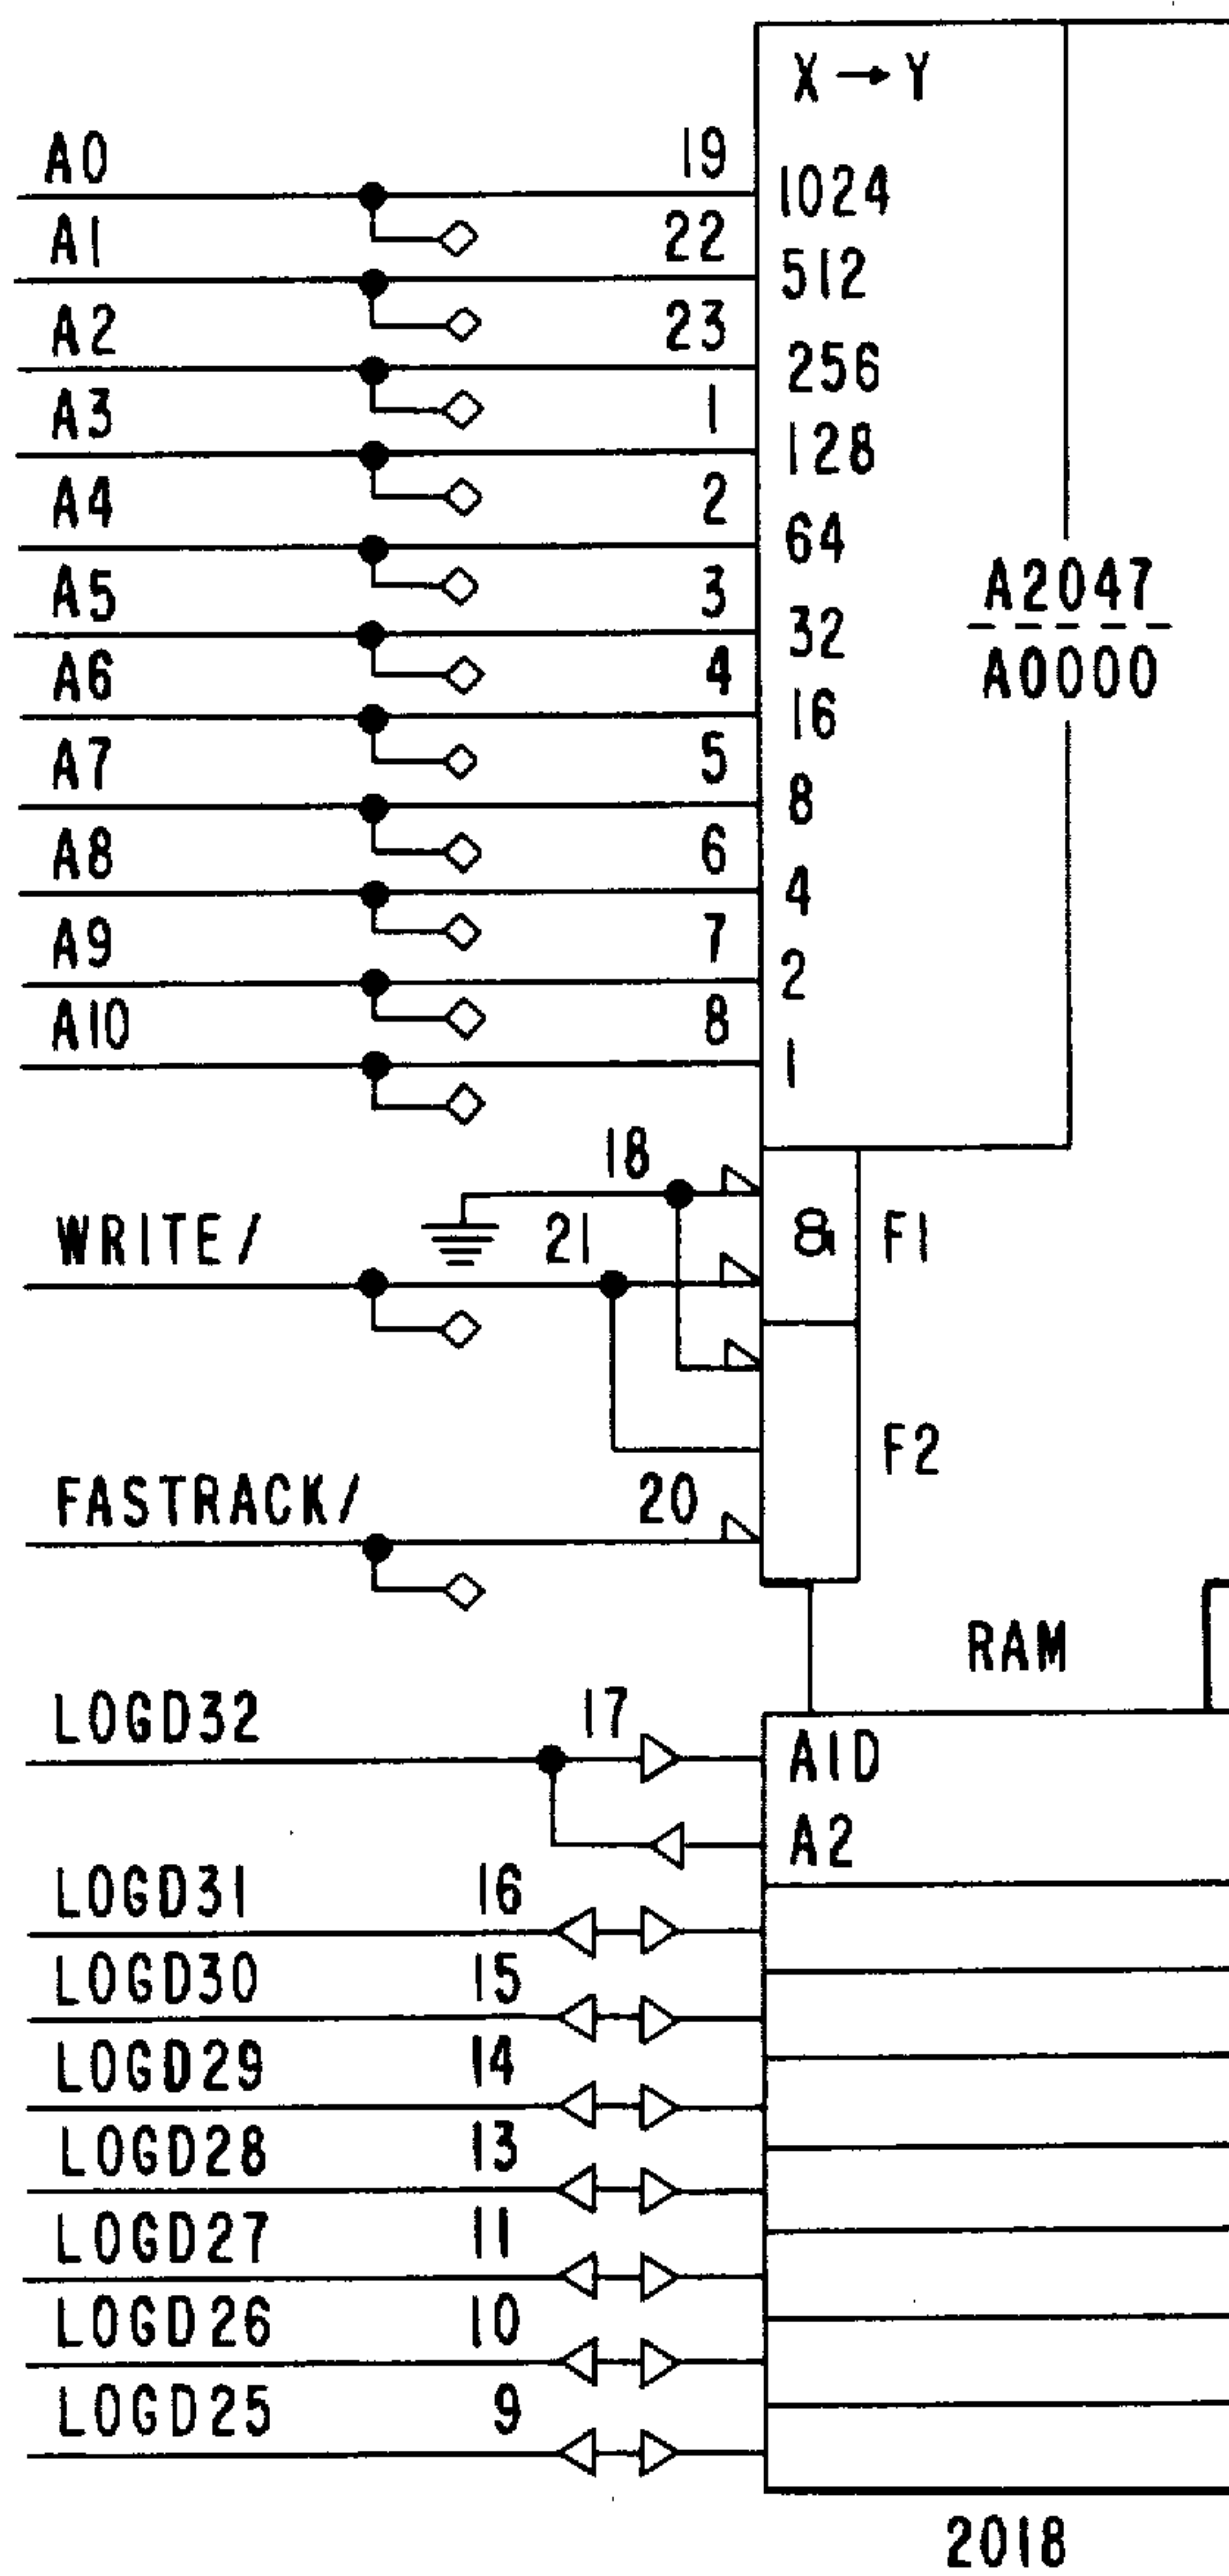 X → Y
A0 19 1024
A1 22 512
A2 23 256
A3 1 128
A4 2 64
A5 3 32
A2047
A6 4 16
A0000
A7 5 8
A8 6 4
A9 7 2
A10 8 1
18
WRITE/ 21 & F1
F2
FASTRACK/ 20
RAM
LOGD32 17 A1D
A2
LOGD31 16
LOGD30 15
LOGD29 14
LOGD28 13
LOGD27 11
LOGD26 10
LOGD25 9
2018